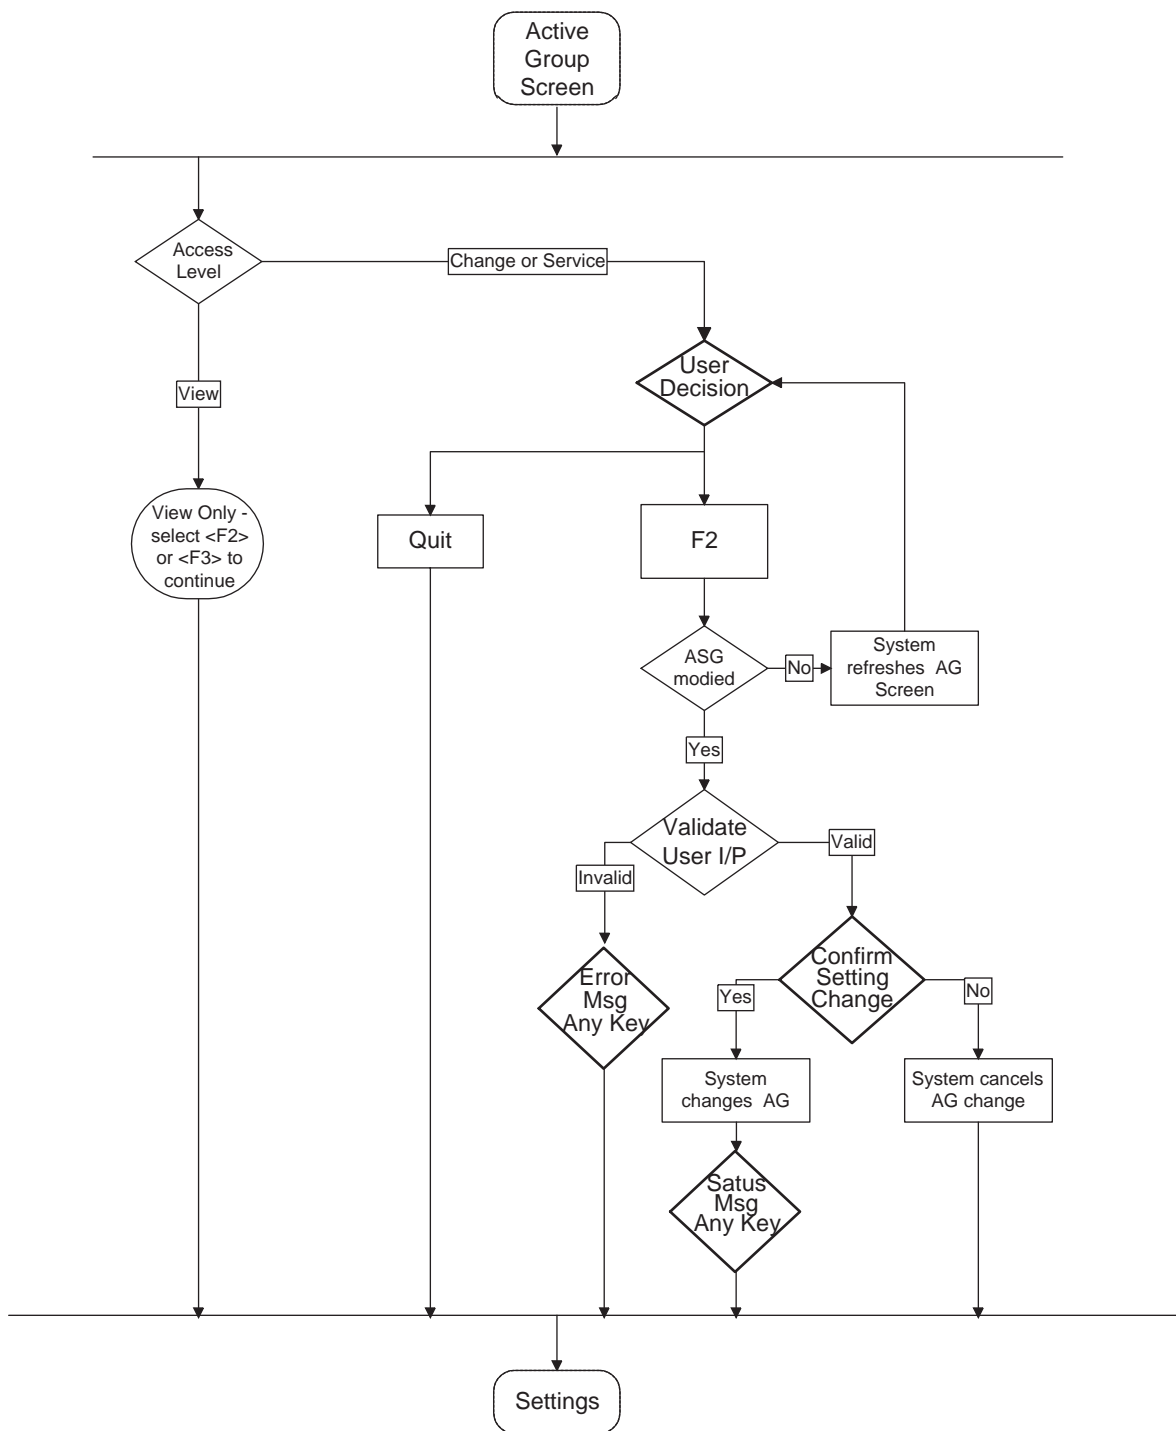 Active
Group
Screen
Access
Level
Change or Service
User
Decision
View
View Only -
select <F2>
or <F3> to
continue
Quit
F2
ASG
modied
No
System
refreshes AG
Screen
Yes
Validate
User I/P
Valid
Invalid
Error
Msg
Any Key
Confirm
Setting
Change
Yes
No
System
changes AG
System cancels
AG change
Satus
Msg
Any Key
Settings